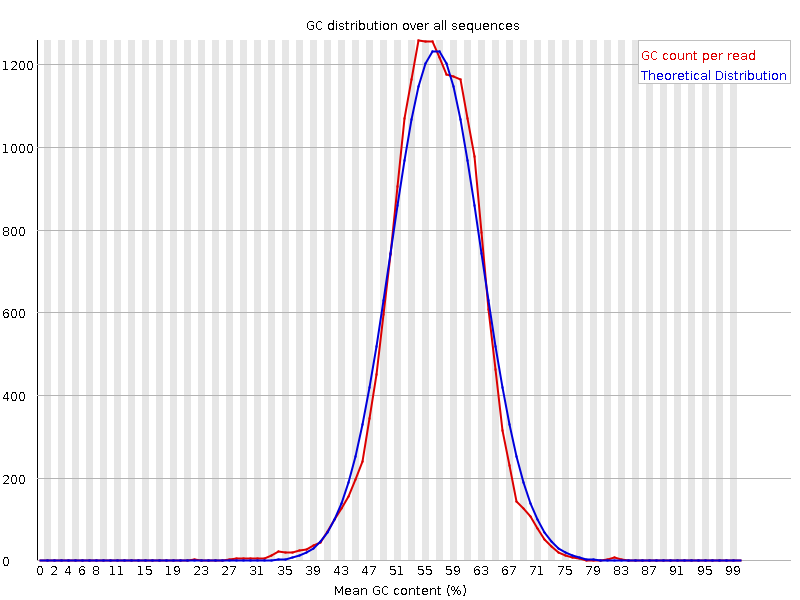 GC distribution over all sequences
GC count per read
Theoretical Distribution
1200
1000
800
600
400
200
0
0 2 4 6 8 11 15 19 23 27 31 35 39 43 47 51 55 59 63 67 71 75 79 83 87 91 95 99
Mean GC content (%)